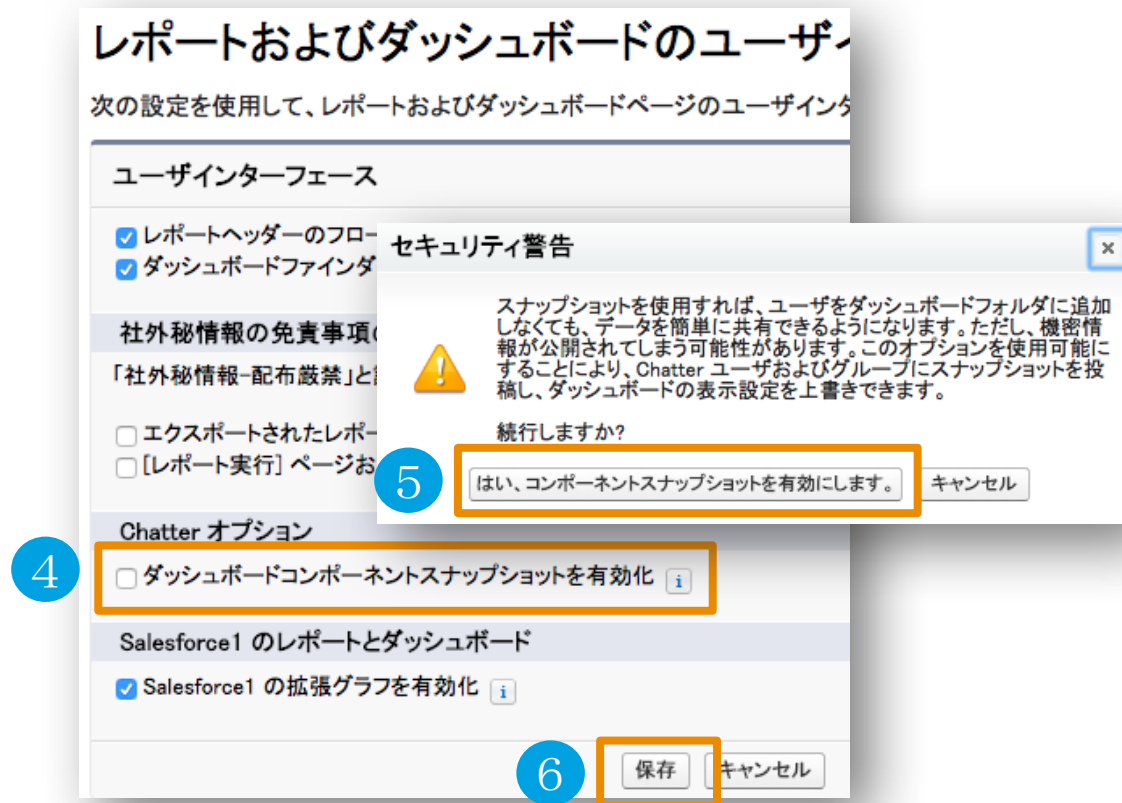 レポートおよびダッシュボードのユーザ
次の設定を使用して、レポートおよびダッシュボードページのユーザインタ
ユーザインターフェース
レポートヘッダーのフロー
ダッシュボードファインダ
社外秘情報の免責事項
「社外秘情報-配布厳禁」と
エクスポートされたレポー
[レポート実行] ページお
セキュリティ警告
×
スナップショットを使用すれば、ユーザをダッシュボードフォルダに追加
しなくても、データを簡単に共有できるようになります。ただし、機密情
報が公開されてしまう可能性があります。このオプションを使用可能に
することにより、Chatter ユーザおよびグループにスナップショットを投
稿し、ダッシュボードの表示設定を上書きできます。
続行しますか?
5
はい、コンポーネントスナップショットを有効にします。 キャンセル
Chatter オプション
4
ダッシュボードコンポーネントスナップショットを有効化 i
Salesforce1 のレポートとダッシュボード
Salesforce1 の拡張グラフを有効化 i
6
保存 キャンセル